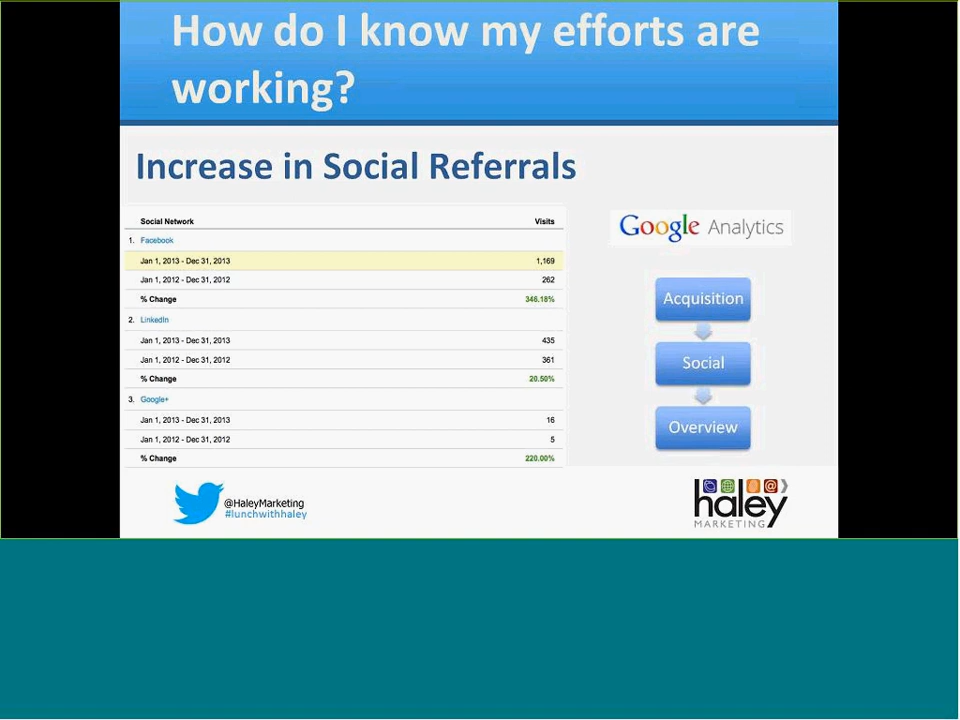 How do I know my efforts are
working?
Increase in Social Referrals
Social Network Visits
1. Facebook
Jan 1, 2013 - Dec 31, 2013 1,169
Jan 1, 2012 - Dec 31, 2012 262
% Change 346.18%
2. LinkedIn
Jan 1, 2013 - Dec 31, 2013 435
Jan 1, 2012 - Dec 31, 2012 361
% Change 20.50%
3. Google+
Jan 1, 2013 - Dec 31, 2013 16
Jan 1, 2012 - Dec 31, 2012 5
% Change 220.00%
Google Analytics
Acquisition
Social
Overview
@HaleyMarketing
#lunchwithhaley
haley
MARKETING